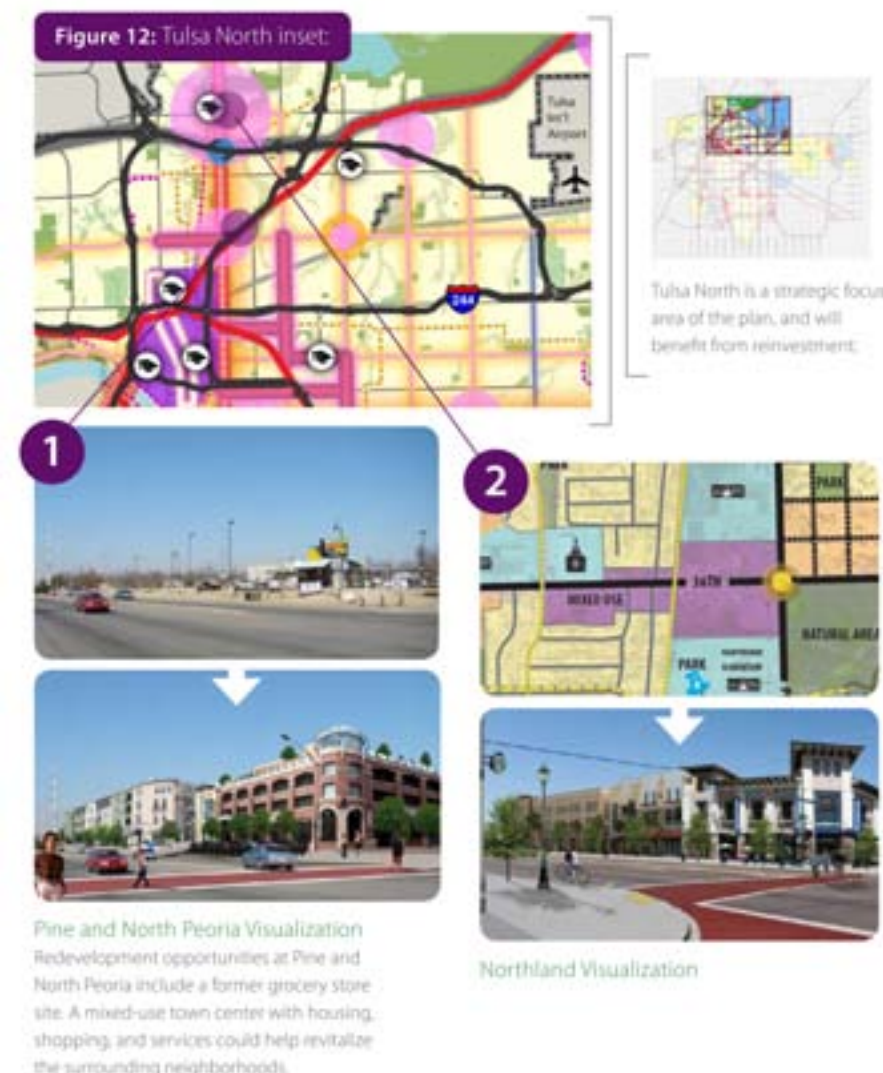 Figure 12: Tulsa North inset:
Tulsa
Int'l
Airport
244
Tulsa North is a strategic focus
area of the plan, and will
benefit from reinvestment.
1
2
PARK
PARK
36TH
MIXED USE
NATURAL AREA
PARK
Pine and North Peoria Visualization
Redevelopment opportunities at Pine and
North Peoria include a former grocery store
site. A mixed-use town center with housing,
shopping, and services could help revitalize
the surrounding neighborhoods.
Northland Visualization